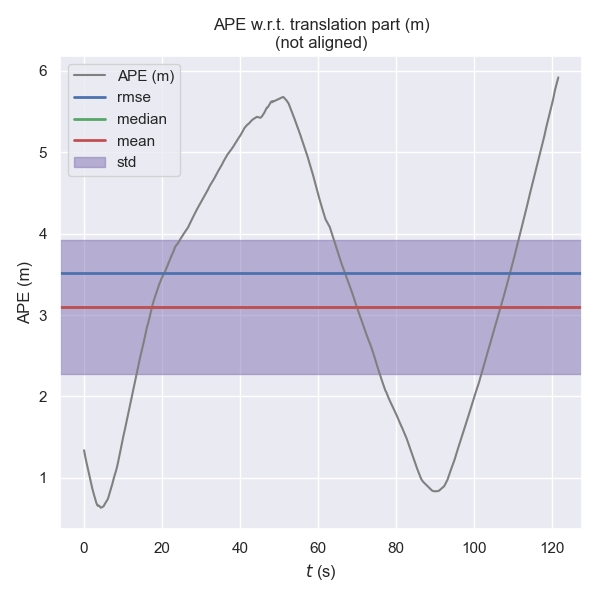 APE w.r.t. translation part (m)
(not aligned)
APE (m)
rmse
median
mean
std
APE (m)
6
5
4
3
2
1
0 20 40 60 80 100 120
t (s)